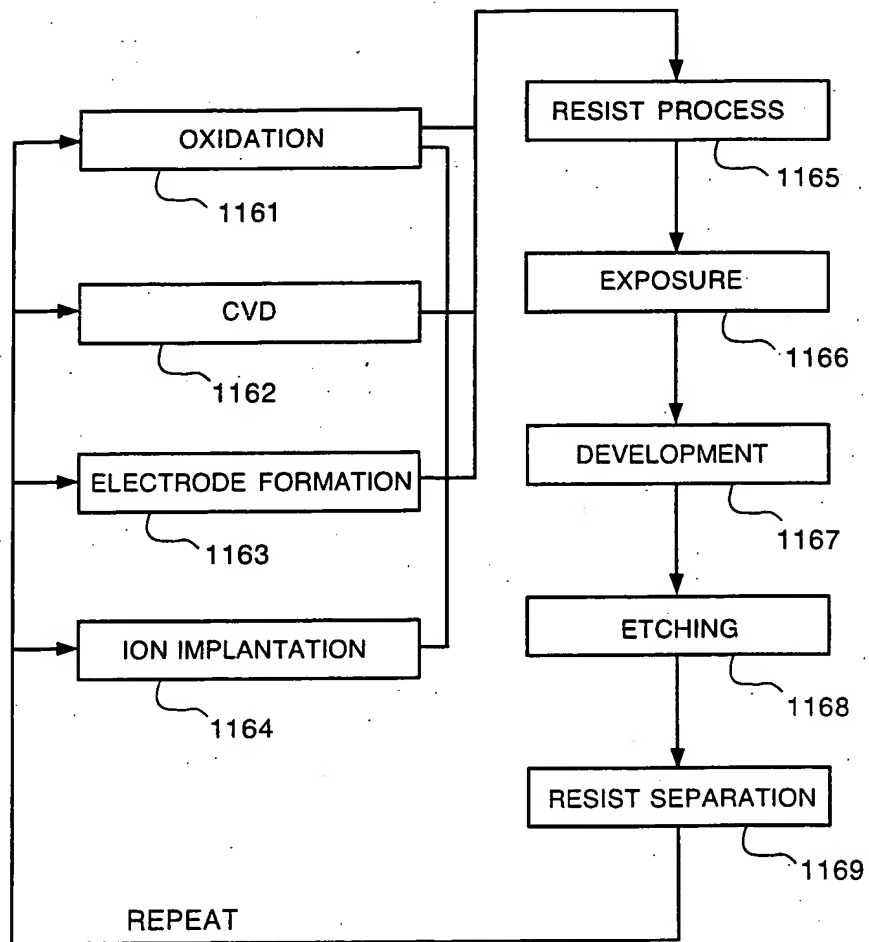 OXIDATION
1161
CVD
1162
ELECTRODE FORMATION
1163
ION IMPLANTATION
1164
RESIST PROCESS
1165
EXPOSURE
1166
DEVELOPMENT
1167
ETCHING
1168
RESIST SEPARATION
1169
REPEAT